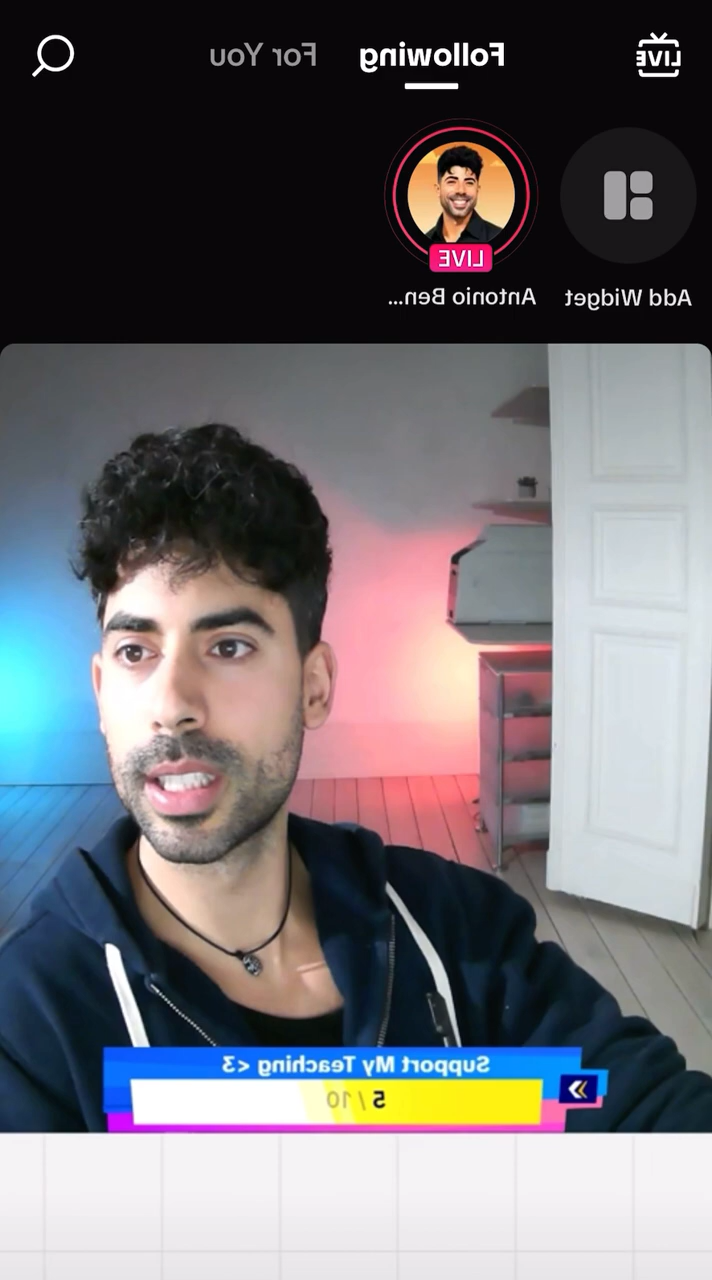 LIVE
Following
For You
LIVE
Add Widget
Antonio Ben...
Support My Teaching <3
5 / 10